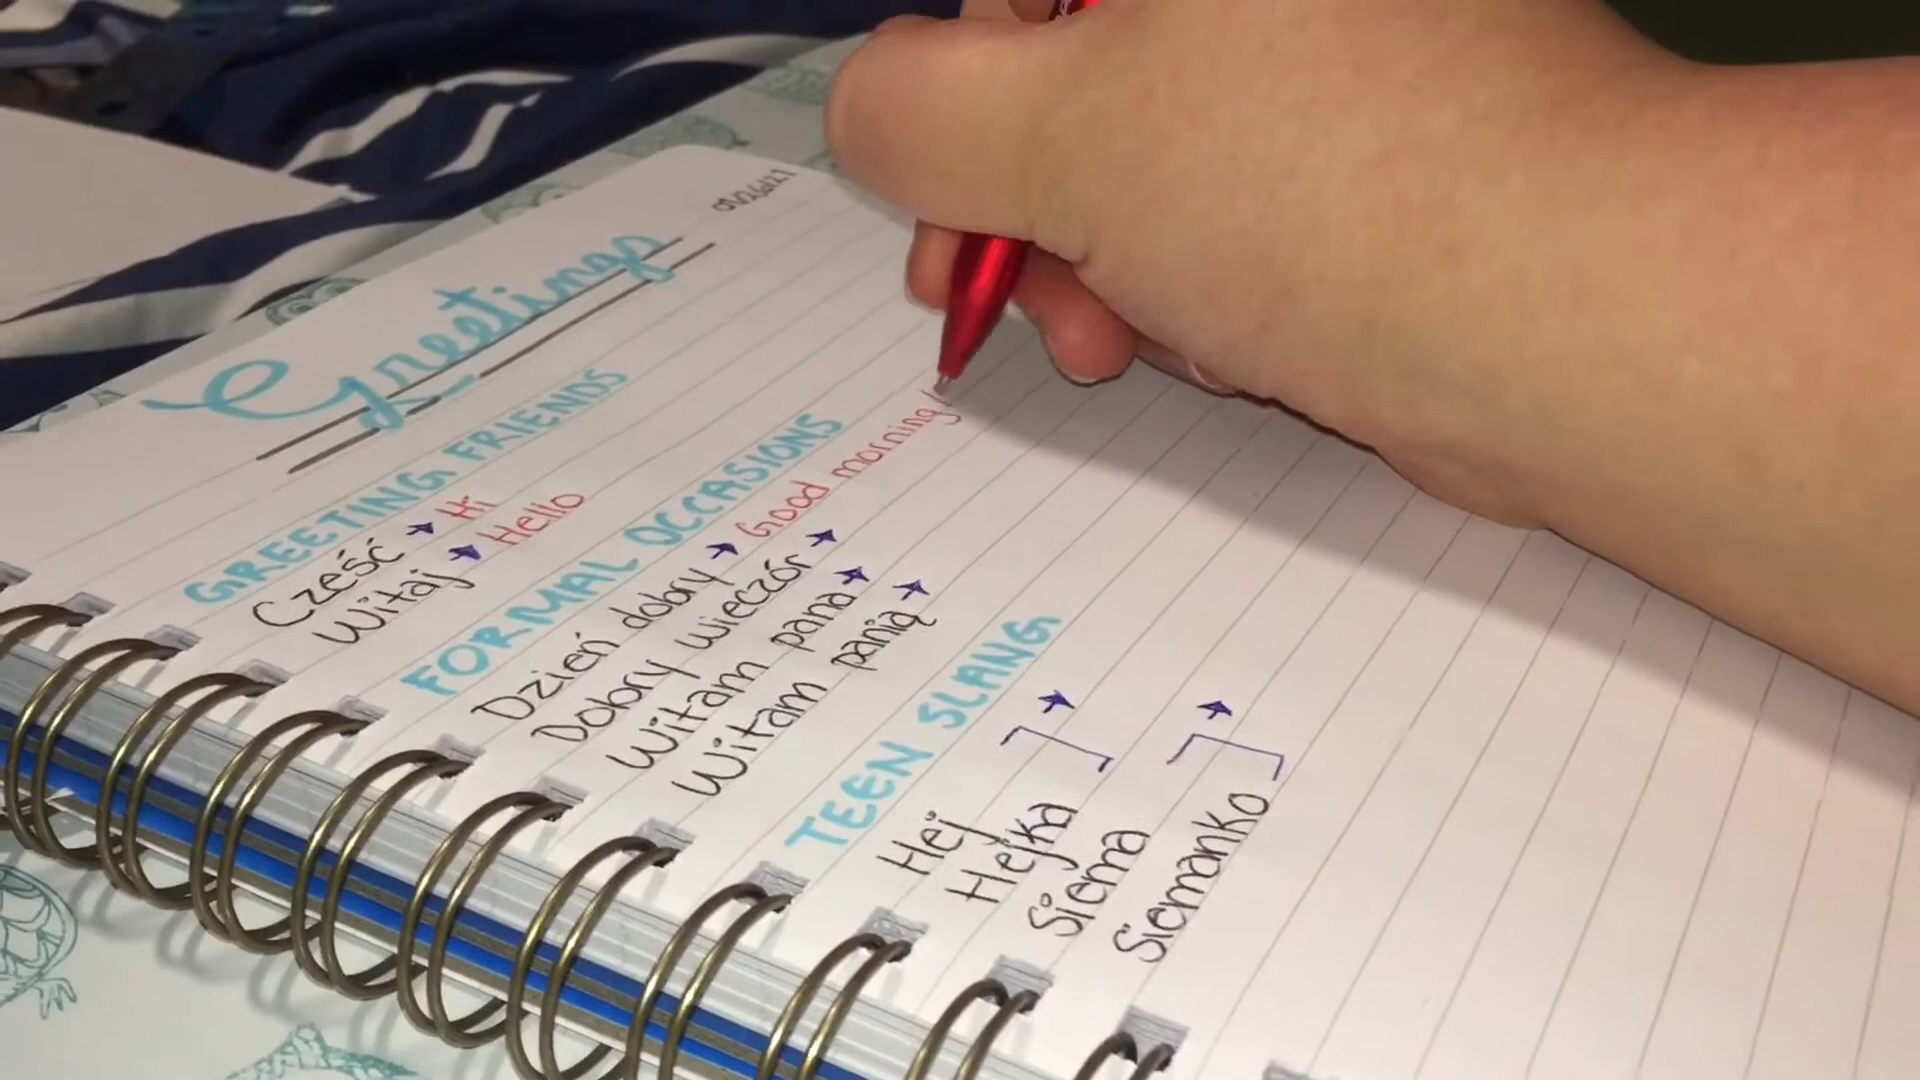 Greetings
GREETING FRIENDS
Cześć → Hi
Witaj → Hello
FORMAL OCCASIONS
Dzień dobry → Good morning/
Dobry wieczór →
Witam pana →
Witam panią →
TEEN SLANG
Hej
Hejka
Siema
Siemanko